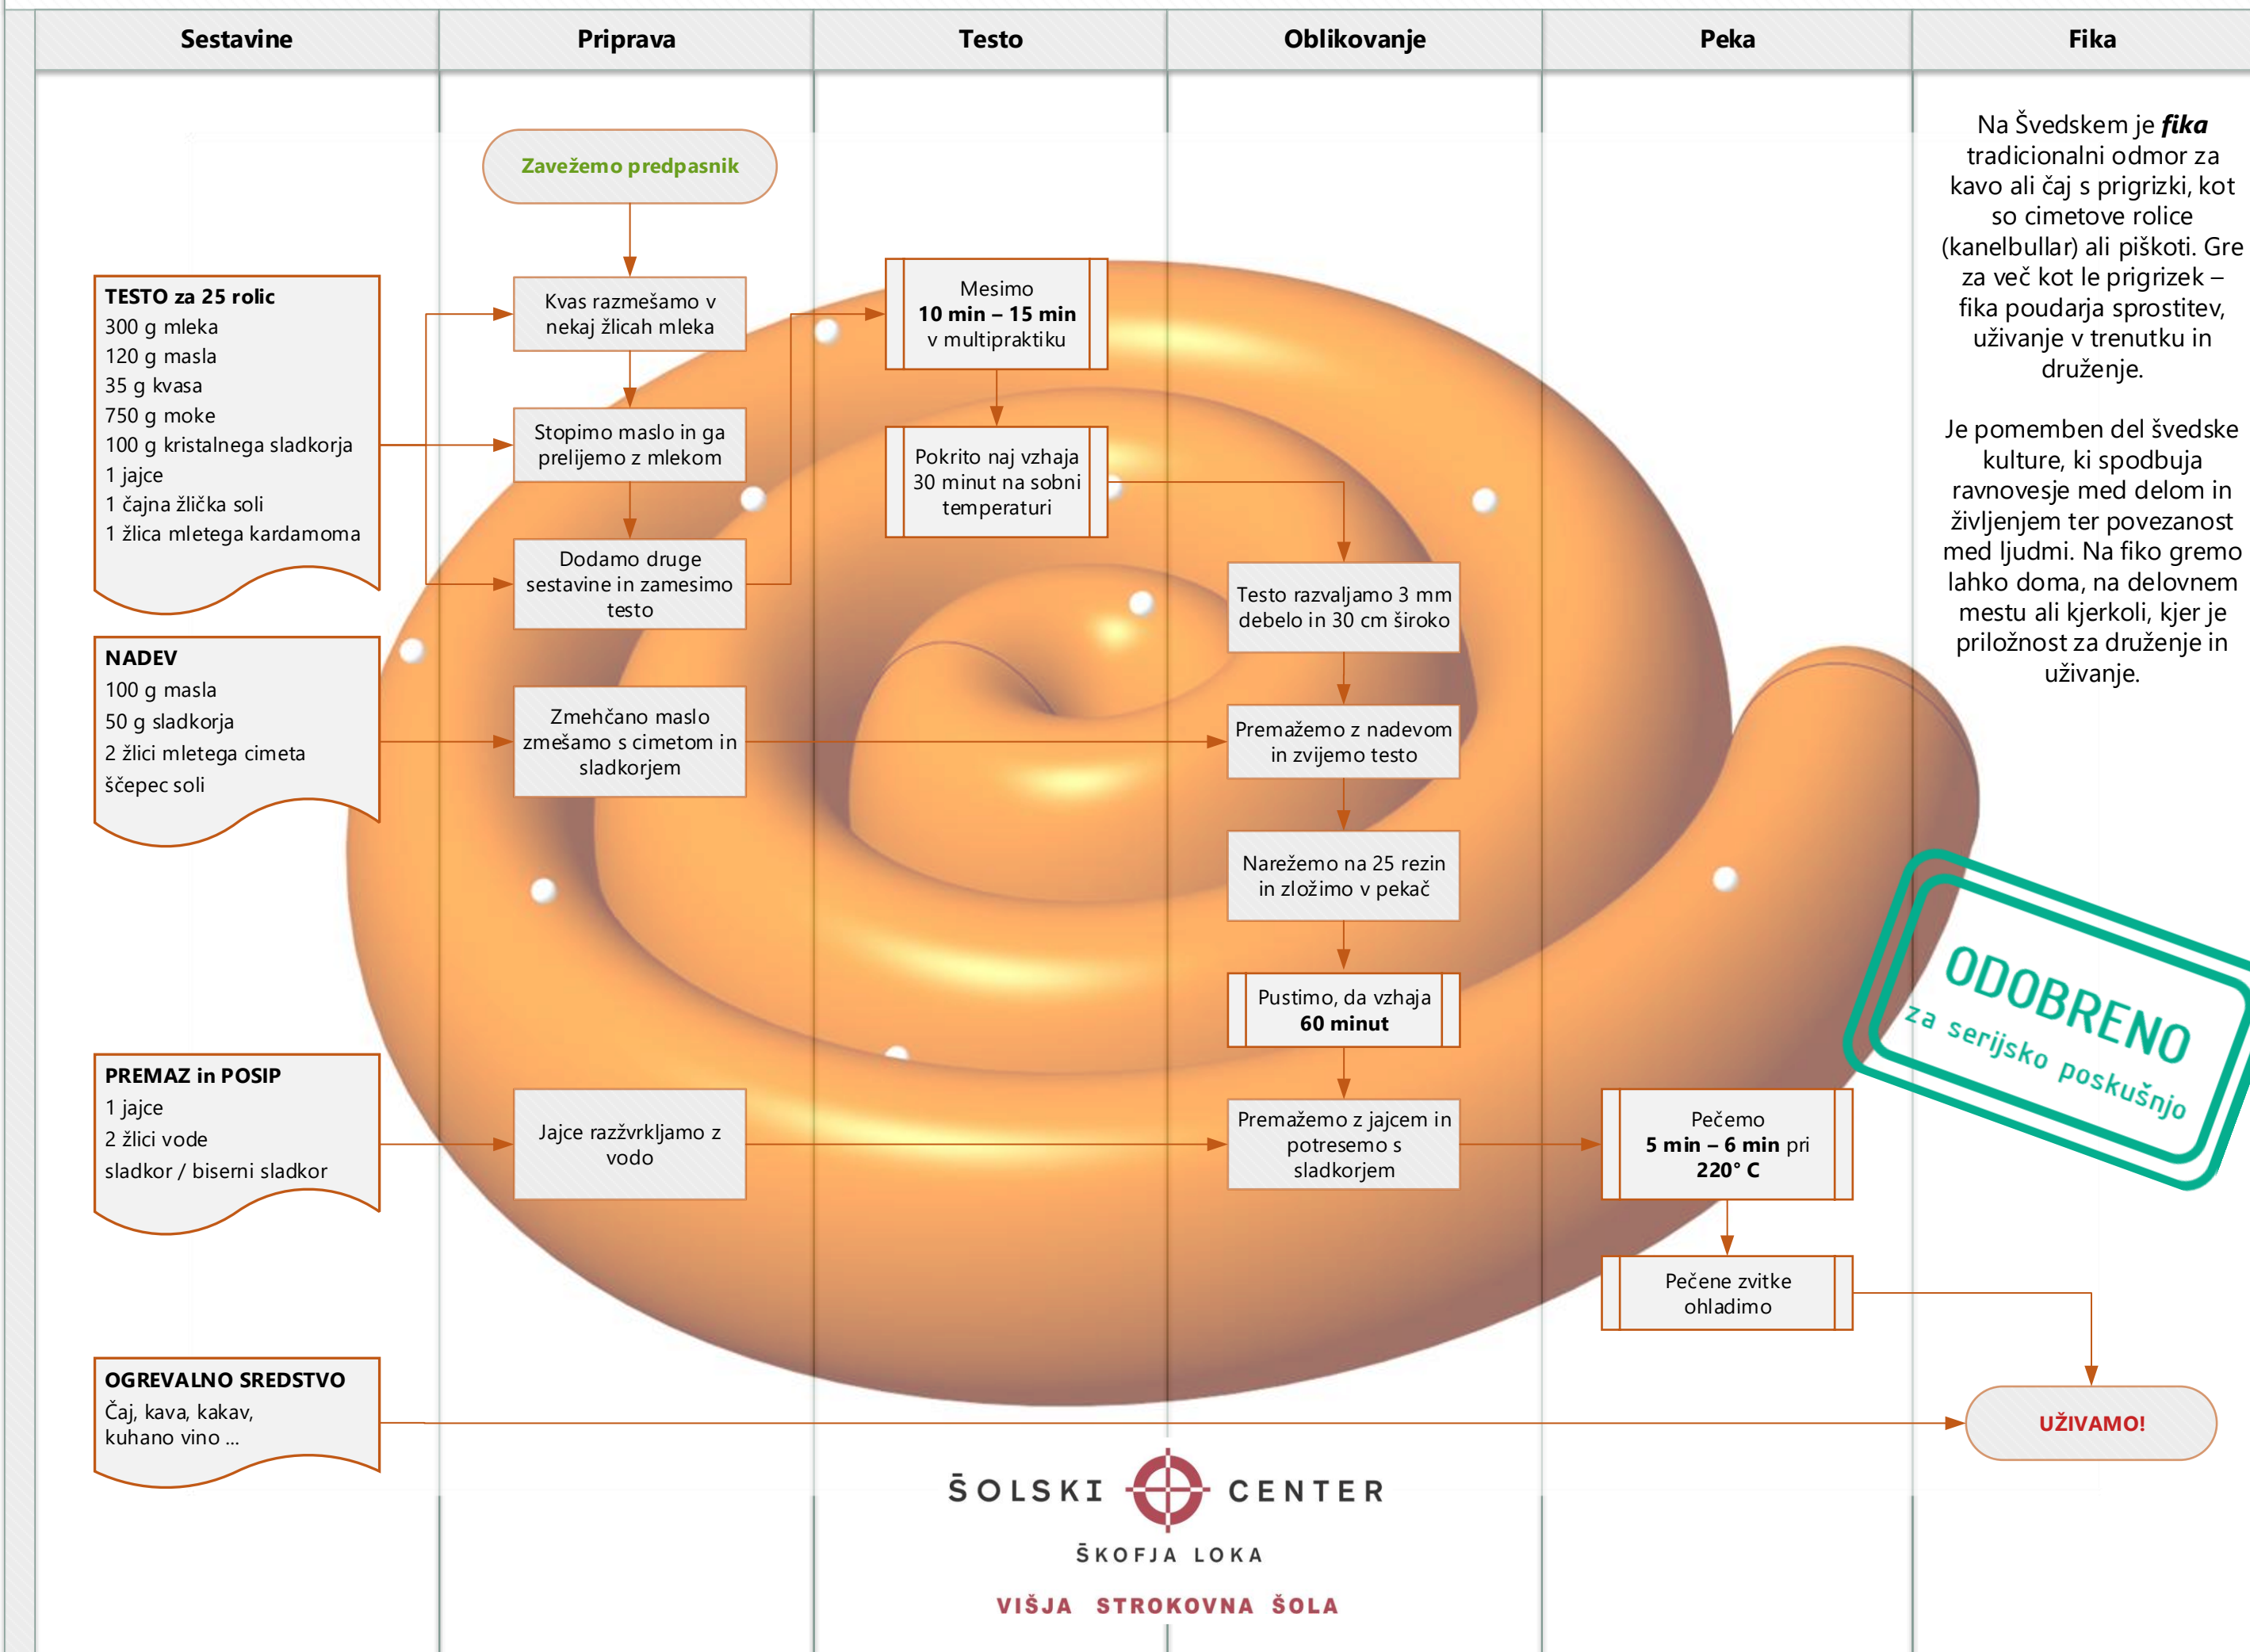 Sestavine
Priprava
Testo
Oblikovanje
Peka
Fika
TESTO za 25 rolic
300 g mleka
120 g masla
35 g kvasa
750 g moke
100 g kristalnega sladkorja
1 jajce
1 čajna žlička soli
1 žlica mletega kardamoma
NADEV
100 g masla
50 g sladkorja
2 žlici mletega cimeta
ščepec soli
PREMAZ in POSIP
1 jajce
2 žlici vode
sladkor / biserni sladkor
OGREVALNO SREDSTVO
Čaj, kava, kakav,
kuhano vino ...
Zavežemo predpasnik
Kvas razmešamo v
nekaj žlicah mleka
Stopimo maslo in ga
prelijemo z mlekom
Dodamo druge
sestavine in zamesimo
testo
Zmehčano maslo
zmešamo s cimetom in
sladkorjem
Jajce razžvrkljamo z
vodo
Mesimo
10 min – 15 min
v multipraktiku
Pokrito naj vzhaja
30 minut na sobni
temperaturi
Testo razvaljamo 3 mm
debelo in 30 cm široko
Premažemo z nadevom
in zvijemo testo
Narežemo na 25 rezin
in zložimo v pekač
Pustimo, da vzhaja
60 minut
Premažemo z jajcem in
potresemo s
sladkorjem
Pečemo
5 min – 6 min pri
220° C
Pečene zvitke
ohladimo
Na Švedskem je fika
tradicionalni odmor za
kavo ali čaj s prigrizki, kot
so cimetove rolice
(kanelbullar) ali piškoti. Gre
za več kot le prigrizek –
fika poudarja sprostitev,
uživanje v trenutku in
druženje.
Je pomemben del švedske
kulture, ki spodbuja
ravnovesje med delom in
življenjem ter povezanost
med ljudmi. Na fiko gremo
lahko doma, na delovnem
mestu ali kjerkoli, kjer je
priložnost za druženje in
uživanje.
ODOBRENO
za serijsko poskušnjo
UŽIVAMO!
ŠOLSKI CENTER
ŠKOFJA LOKA
VIŠJA STROKOVNA ŠOLA